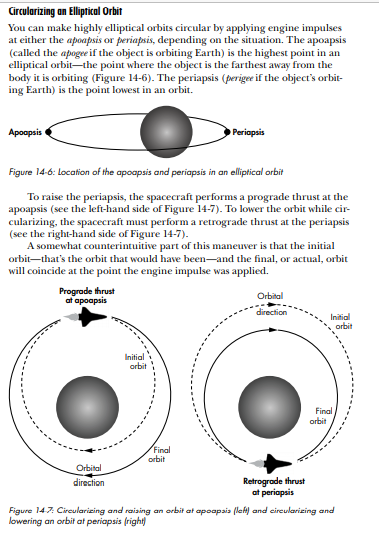 Circularizing an Elliptical Orbit
You can make highly elliptical orbits circular by applying engine impulses
at either the apoapsis or periapsis, depending on the situation. The apoapsis
(called the apogee if the object is orbiting Earth) is the highest point in an
elliptical orbit—the point where the object is the farthest away from the
body it is orbiting (Figure 14-6). The periapsis (perigee if the object's orbit-
ing Earth) is the point lowest in an orbit.
Apoapsis
Periapsis
Figure 14-6: Location of the apoapsis and periapsis in an elliptical orbit
To raise the periapsis, the spacecraft performs a prograde thrust at the
apoapsis (see the left-hand side of Figure 14-7). To lower the orbit while cir-
cularizing, the spacecraft must perform a retrograde thrust at the periapsis
(see the right-hand side of Figure 14-7).
A somewhat counterintuitive part of this maneuver is that the initial
orbit—that's the orbit that would have been—and the final, or actual, orbit
will coincide at the point the engine impulse was applied.
Prograde thrust
at apoapsis
Initial
orbit
Final
orbit
Orbital
direction
Orbital
direction
Initial
orbit
Final
orbit
Retrograde thrust
at periapsis
Figure 14-7: Circularizing and raising an orbit at apoapsis (left) and circularizing and
lowering an orbit at periapsis (right)